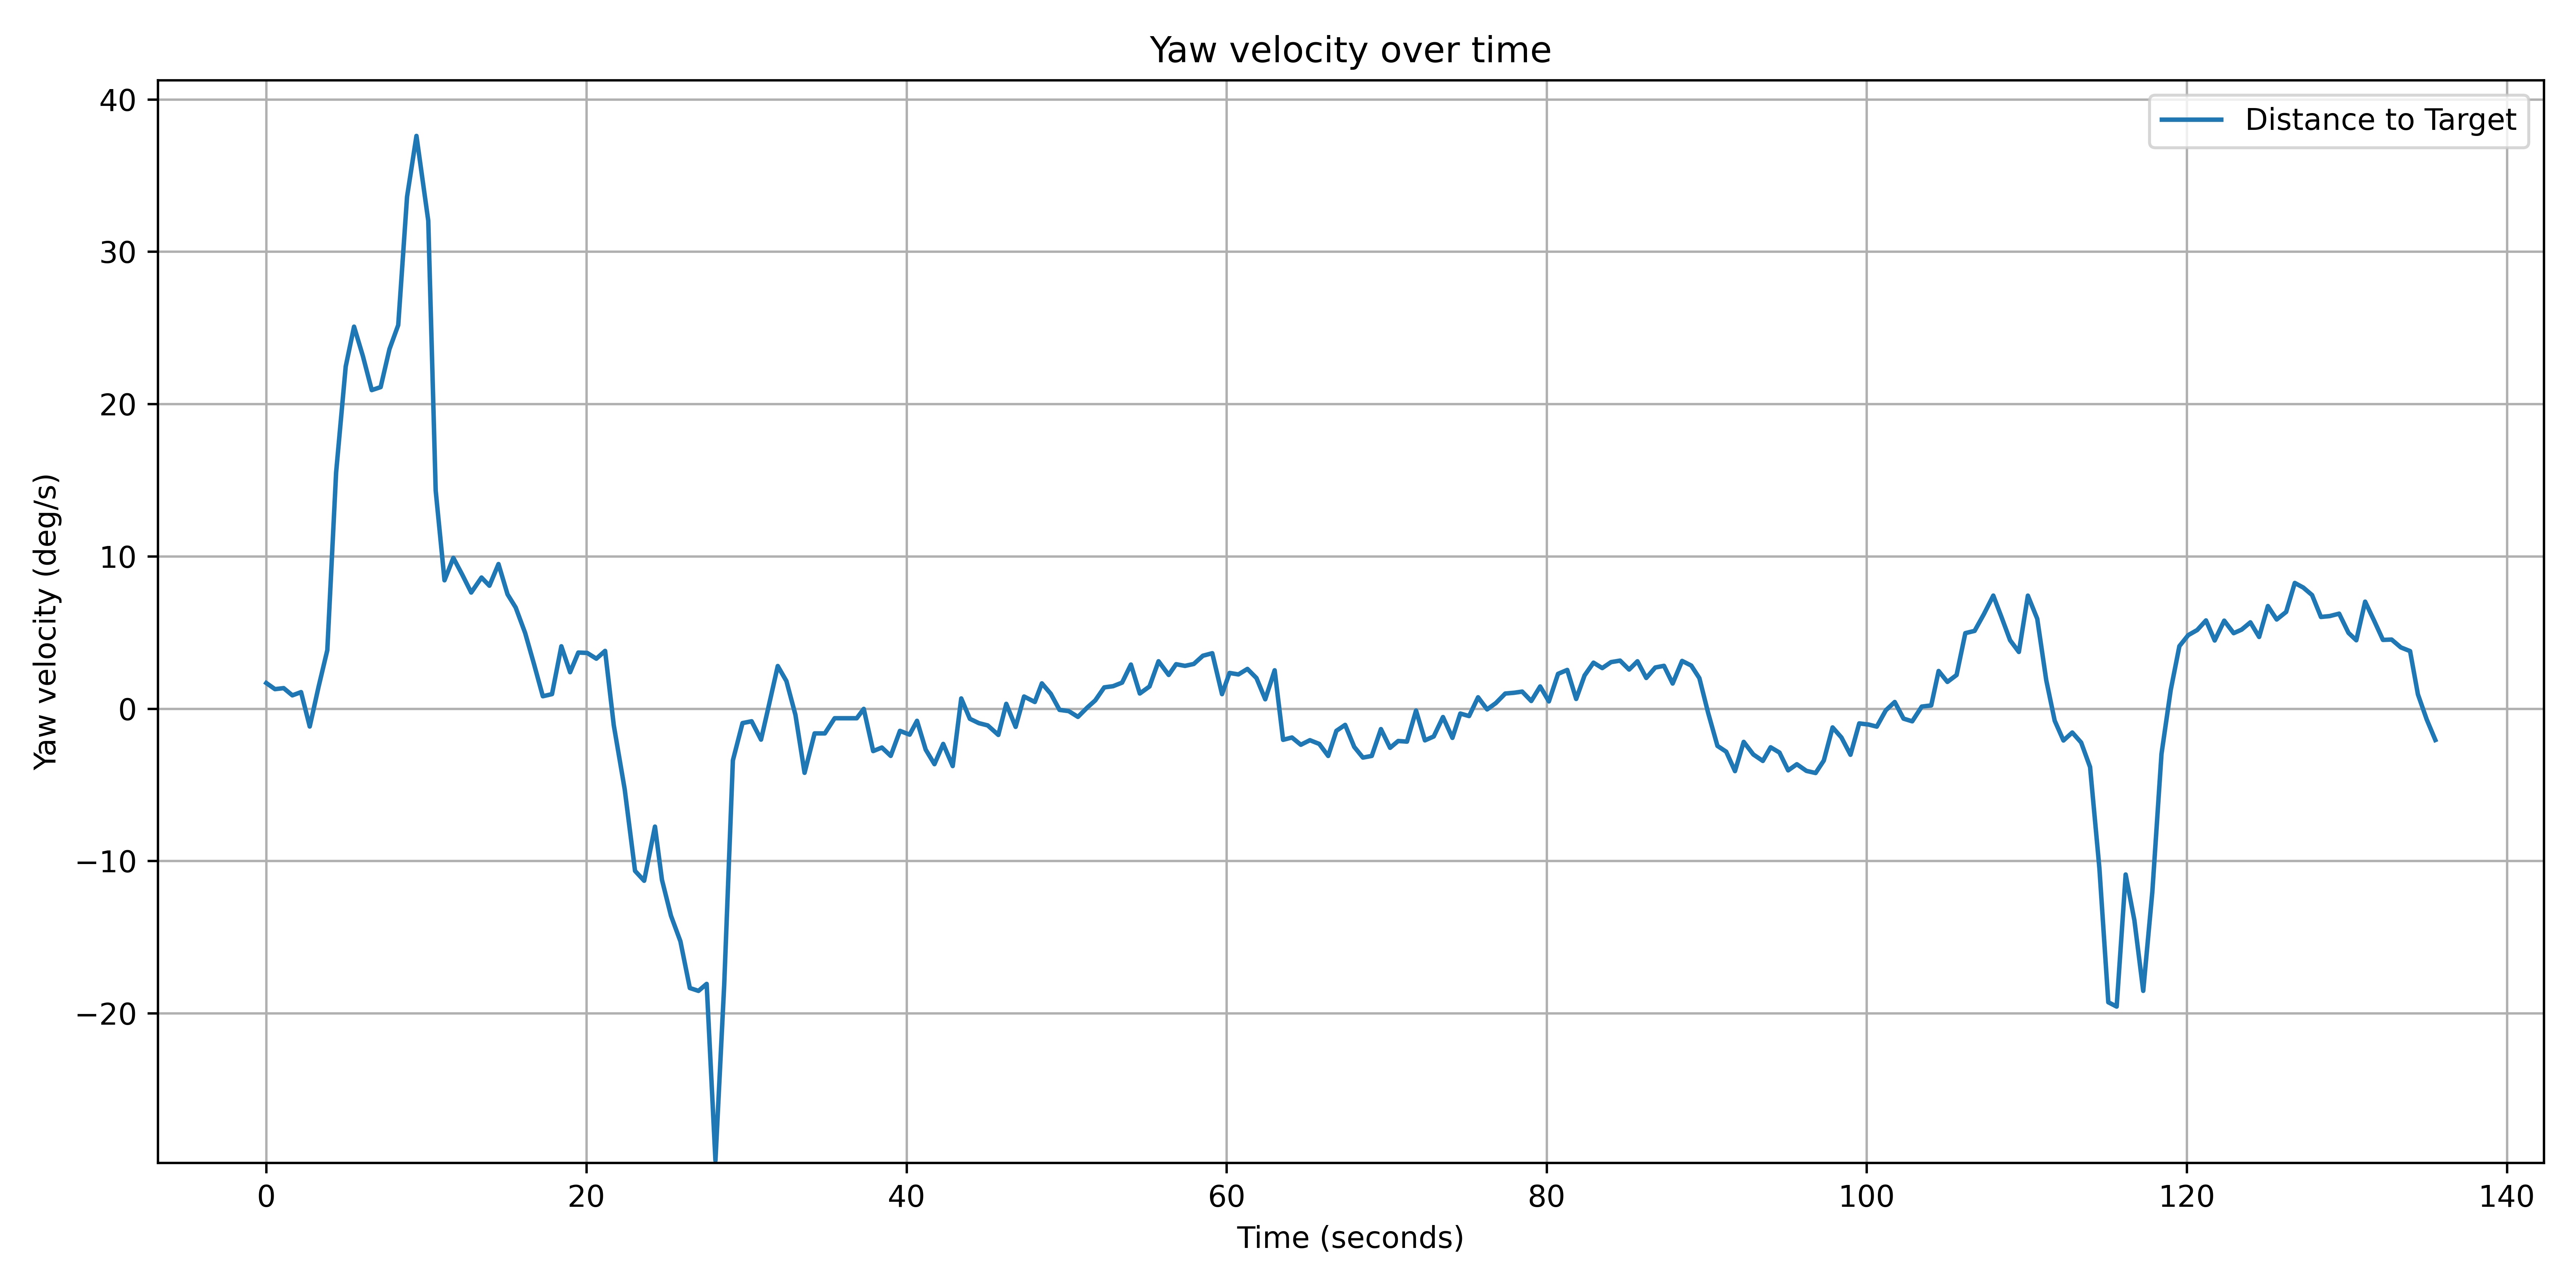 Yaw velocity over time
Distance to Target
Yaw velocity (deg/s)
40
30
20
10
0
−10
−20
0 20 40 60 80 100 120 140
Time (seconds)